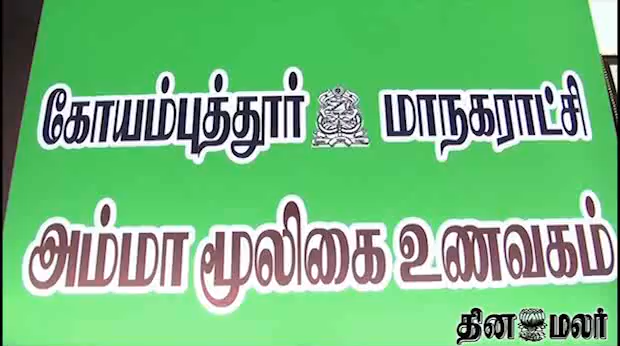 கோயம்புத்தூர் மாநகராட்சி
அம்மா மூலிகை உணவகம்
தினமலர்